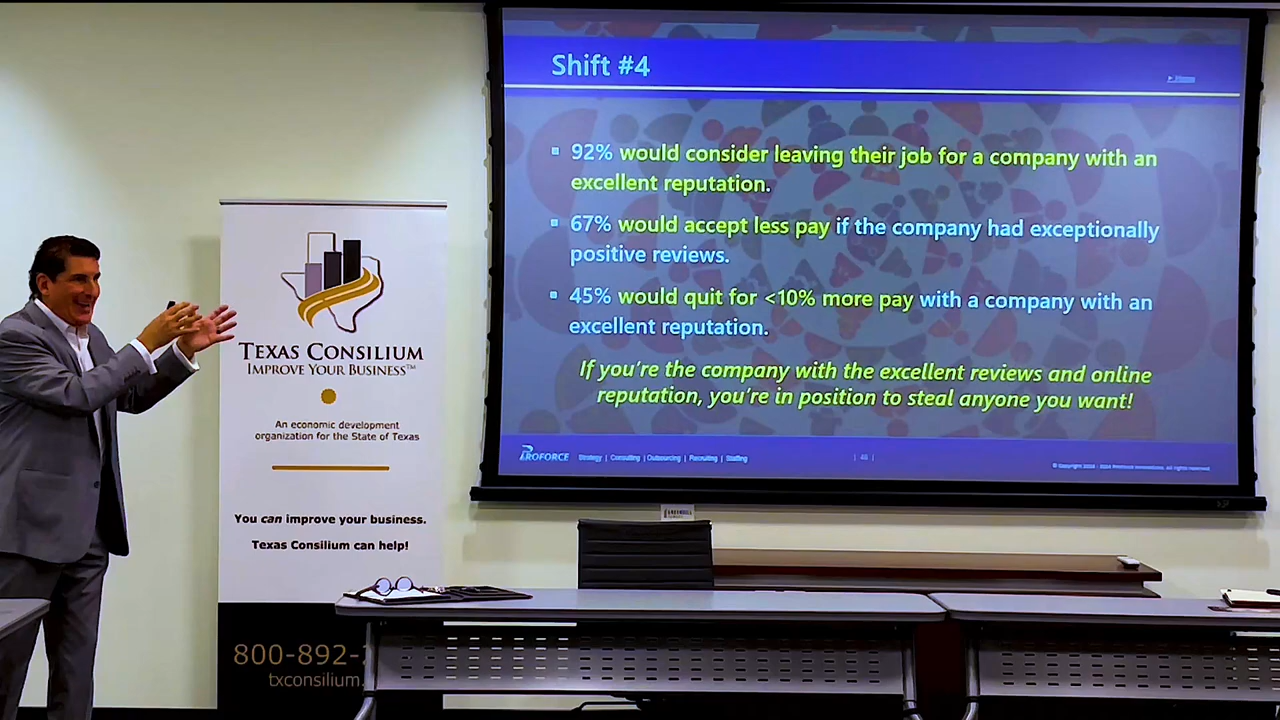 Shift #4
► Home
92% would consider leaving their job for a company with an
excellent reputation.
67% would accept less pay if the company had exceptionally
positive reviews.
45% would quit for <10% more pay with a company with an
excellent reputation.
If you're the company with the excellent reviews and online
reputation, you're in position to steal anyone you want!
PROFORCE Strategy | Consulting | Outsourcing | Recruiting | Staffing
TEXAS CONSILIUM
IMPROVE YOUR BUSINESS™
An economic development
organization for the State of Texas
You can improve your business.
Texas Consilium can help!
800-892-
txconsilium.